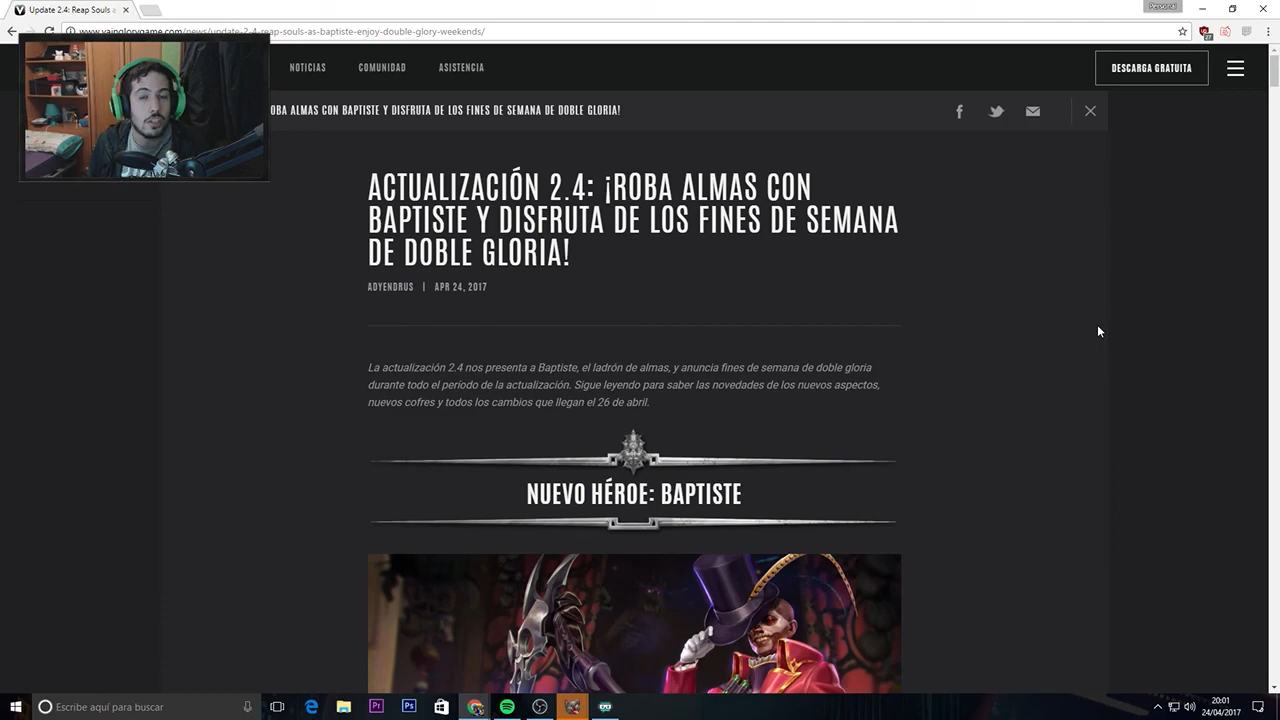 Update 2.4: Reap Souls a
Personal
www.vainglorygame.com/news/update-2-4-reap-souls-as-baptiste-enjoy-double-glory-weekends/
27
NOTICIAS COMUNIDAD ASISTENCIA
DESCARGA GRATUITA
ROBA ALMAS CON BAPTISTE Y DISFRUTA DE LOS FINES DE SEMANA DE DOBLE GLORIA!
ACTUALIZACIÓN 2.4: ¡ROBA ALMAS CON
BAPTISTE Y DISFRUTA DE LOS FINES DE SEMANA
DE DOBLE GLORIA!
ADYENDRUS | APR 24, 2017
La actualización 2.4 nos presenta a Baptiste, el ladrón de almas, y anuncia fines de semana de doble gloria
durante todo el período de la actualización. Sigue leyendo para saber las novedades de los nuevos aspectos,
nuevos cofres y todos los cambios que llegan el 26 de abril.
NUEVO HÉROE: BAPTISTE
Escribe aquí para buscar
Pr
Ps
20:01
24/04/2017